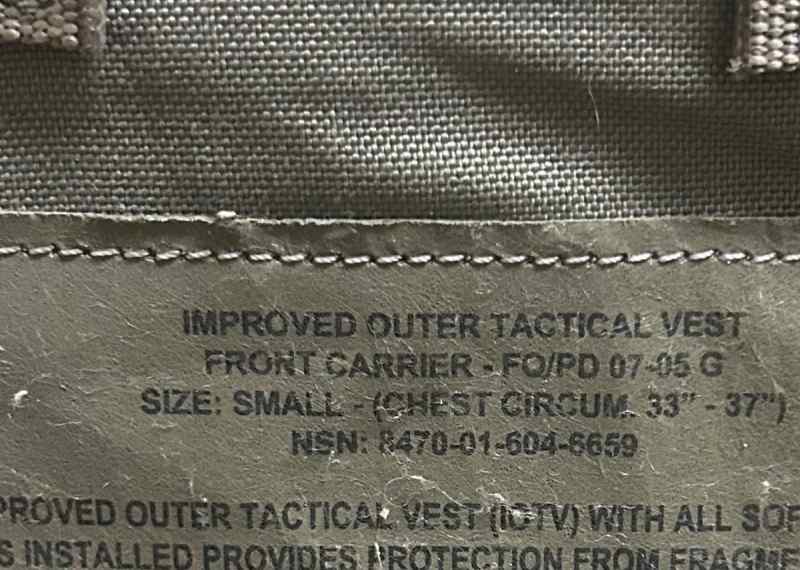 IMPROVED OUTER TACTICAL VEST
FRONT CARRIER - FQ/PD 07-05 G
SIZE: SMALL - (CHEST CIRCUM. 33” - 37”)
NSN: 8470-01-604-6659
PROVED OUTER TACTICAL VEST (IOTV) WITH ALL SOF
S INSTALLED PROVIDES PROTECTION FROM FRAGME